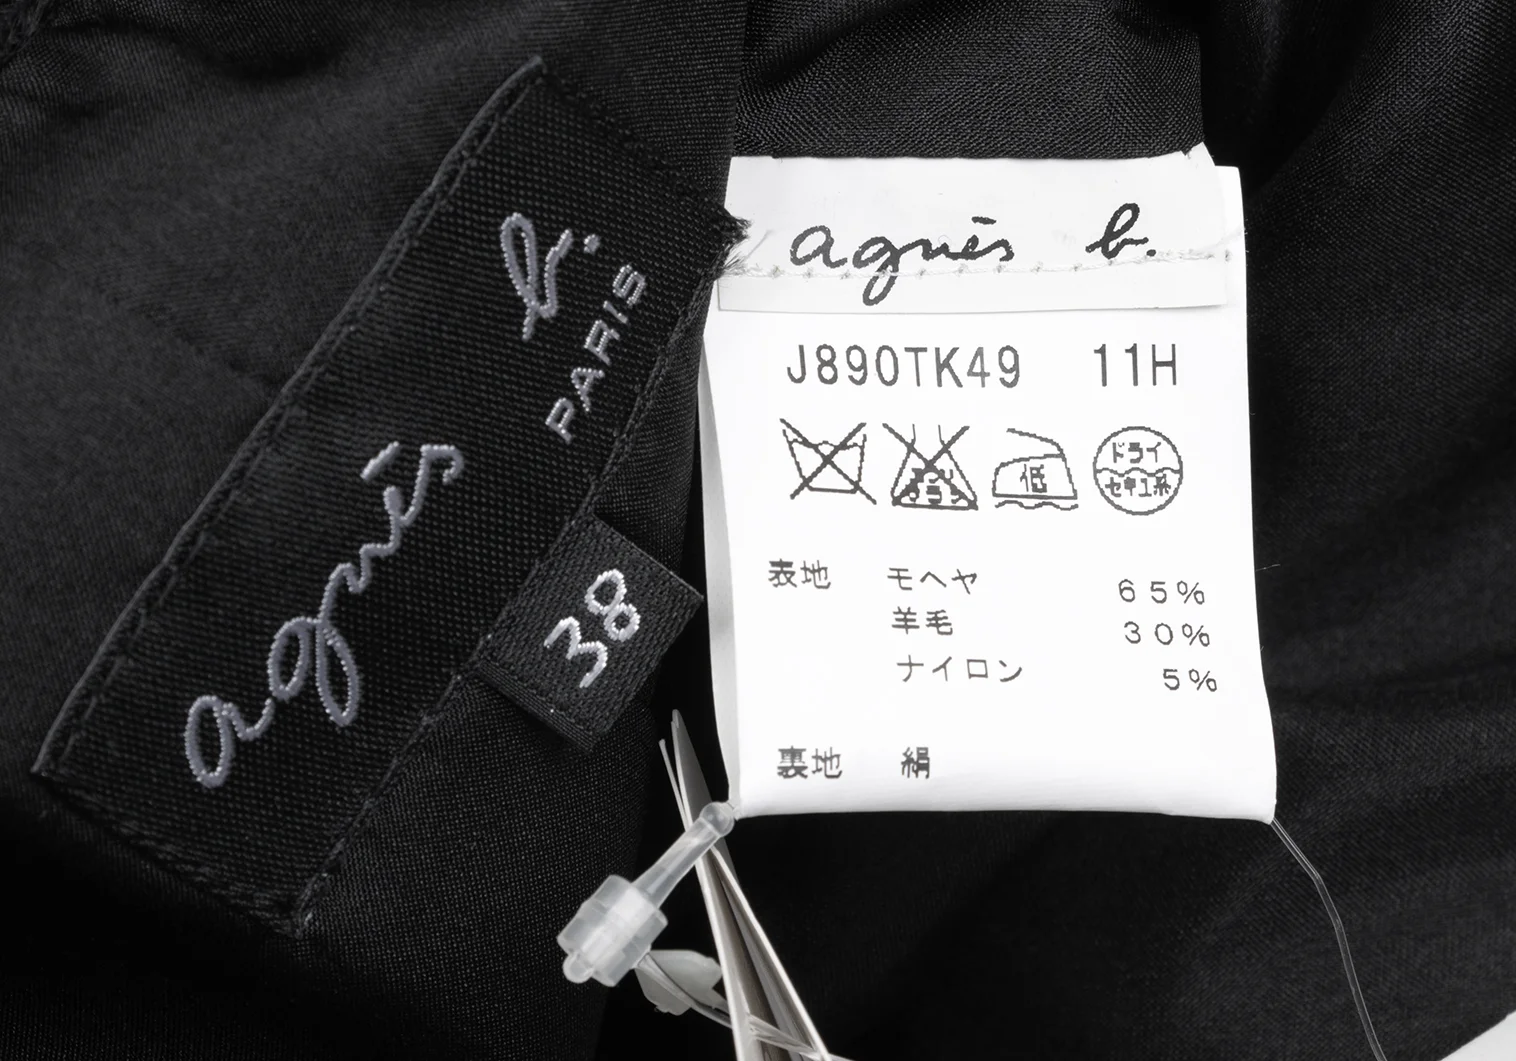 agnès b.
PARIS
38
agnès b.
J890TK49 11H
低
ドライ
セキユ系
表地 モヘヤ 65%
羊毛 30%
ナイロン 5%
裏地 絹